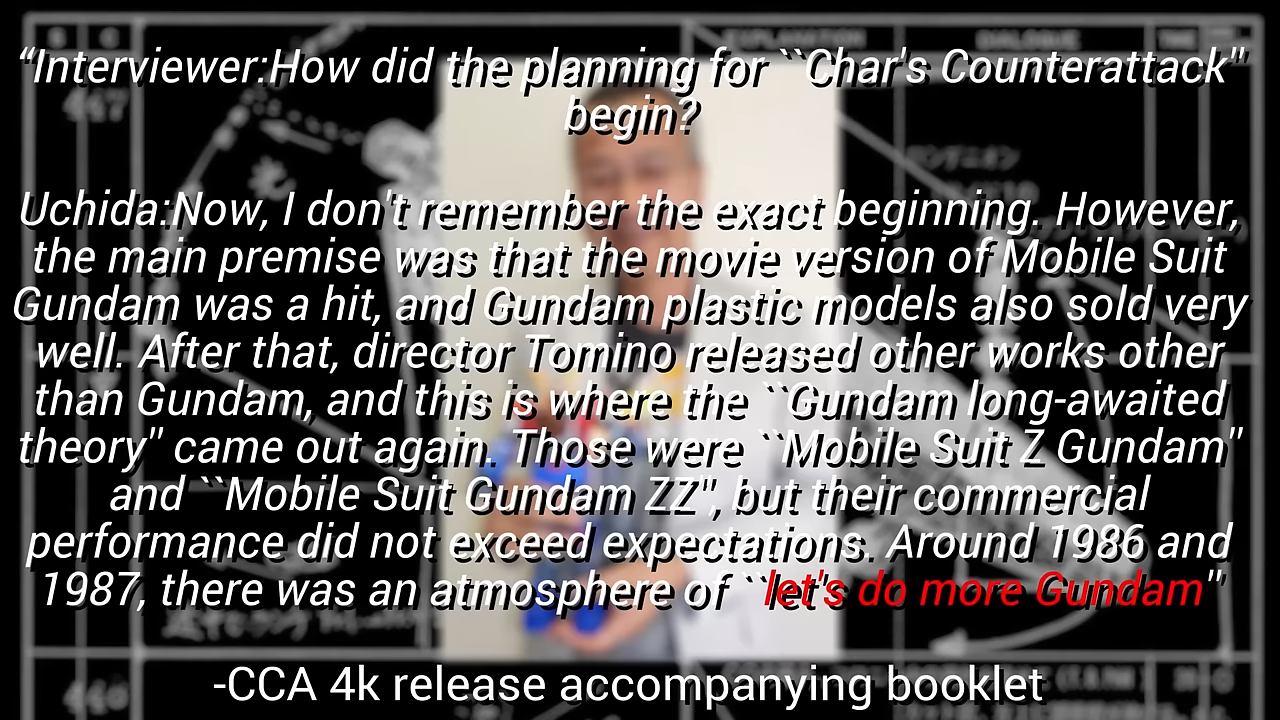 “Interviewer:How did the planning for ``Char's Counterattack"
begin?
Uchida:Now, I don't remember the exact beginning. However,
the main premise was that the movie version of Mobile Suit
Gundam was a hit, and Gundam plastic models also sold very
well. After that, director Tomino released other works other
than Gundam, and this is where the ``Gundam long-awaited
theory" came out again. Those were ``Mobile Suit Z Gundam"
and ``Mobile Suit Gundam ZZ", but their commercial
performance did not exceed expectations. Around 1986 and
1987, there was an atmosphere of ``let's do more Gundam"
-CCA 4k release accompanying booklet
EXPLANATION
DIALOGUE
447